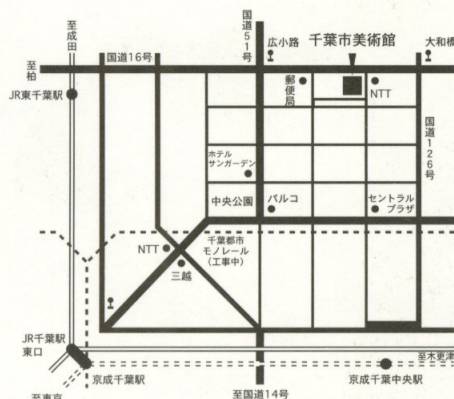 至成田
国道51号
広小路
千葉市美術館
大和橋
至柏
国道16号
郵便局
NTT
JR東千葉駅
国道126号
ホテル
サンガーデン
中央公園
パルコ
セントラル
プラザ
NTT
千葉都市
モノレール
(工事中)
三越
JR千葉駅
東口
至木更津
京成千葉駅
京成千葉中央駅
至東京
至国道14号